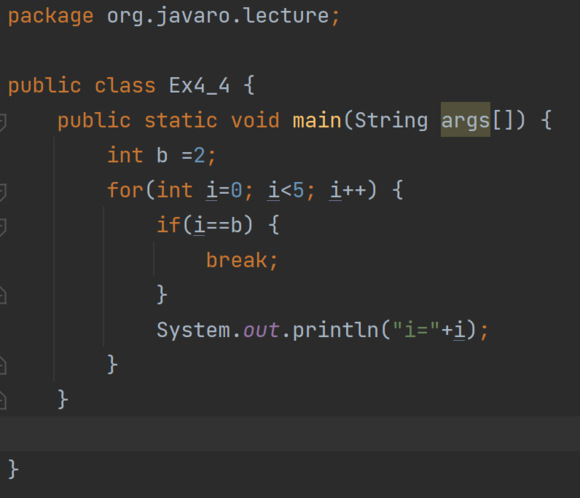 package org.javaro.lecture;
public class Ex4_4 {
public static void main(String args[]) {
int b =2;
for(int i=0; i<5; i++) {
if(i==b) {
break;
}
System.out.println("i="+i);
}
}
}